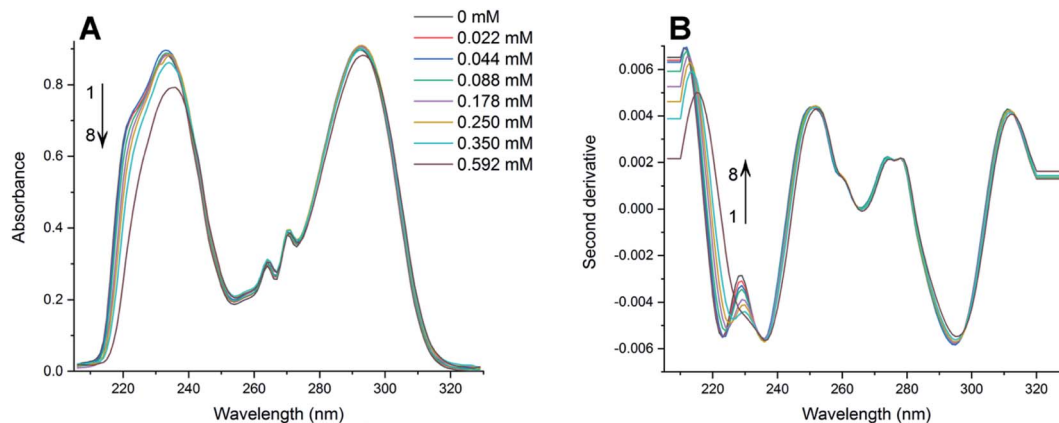 A
0 mM
0.022 mM
0.044 mM
0.088 mM
0.178 mM
0.250 mM
0.350 mM
0.592 mM
1
8
0.8
0.6
0.4
0.2
0.0
Absorbance
220 240 260 280 300 320
Wavelength (nm)
B
0.006
0.004
0.002
0.000
-0.002
-0.004
-0.006
Second derivative
8
1
220 240 260 280 300 320
Wavelength (nm)